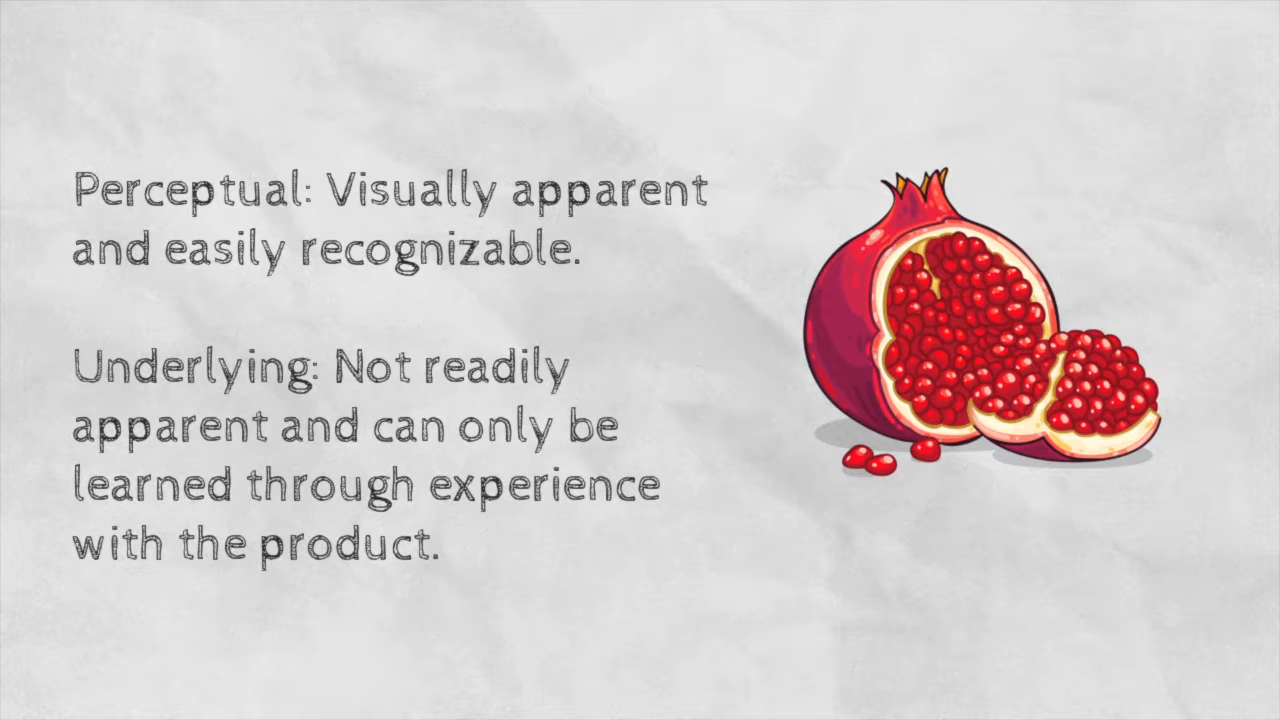 Perceptual: Visually apparent
and easily recognizable.
Underlying: Not readily
apparent and can only be
learned through experience
with the product.